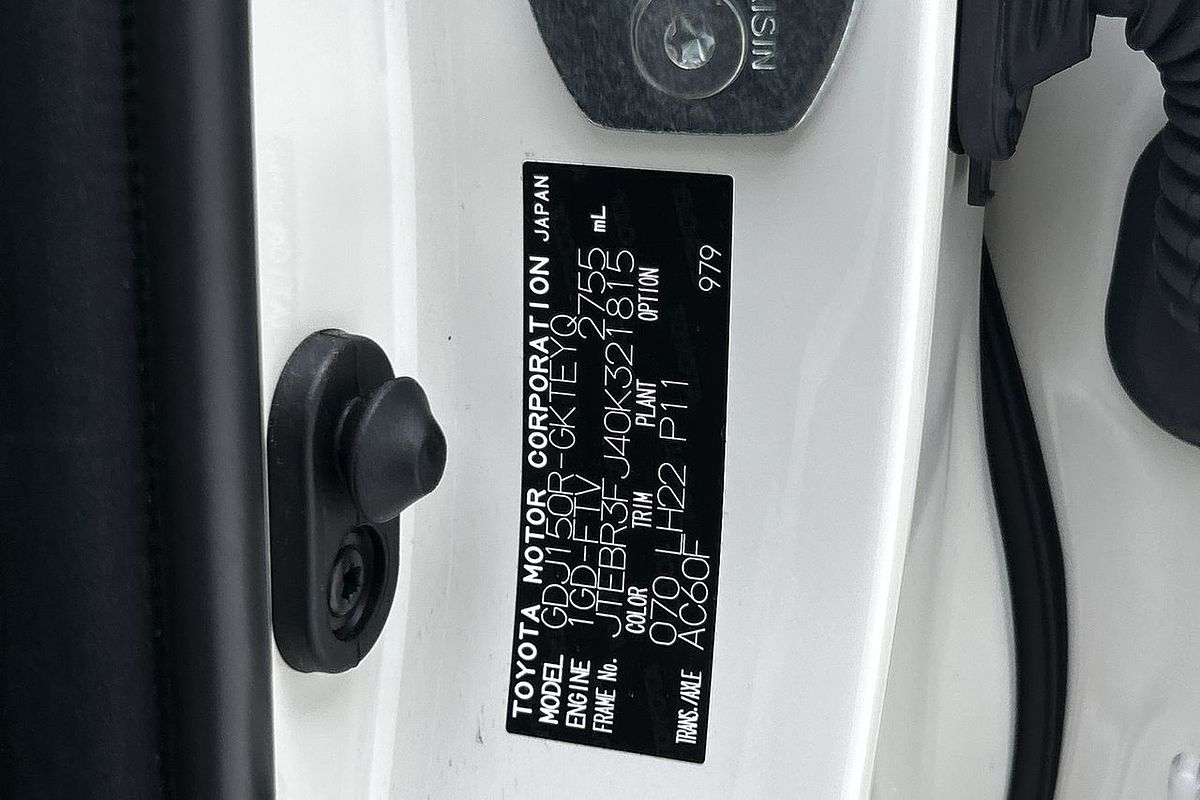 TOYOTA MOTOR CORPORATION JAPAN
MODEL GDJ150R-GKTEYQ
ENGINE 1GD-FTV 2755 mL
FRAME No. JTEBR3FJ40K321815
COLOR TRIM PLANT OPTION
070 LH22 P11
TRANS./AXLE AC60F 979